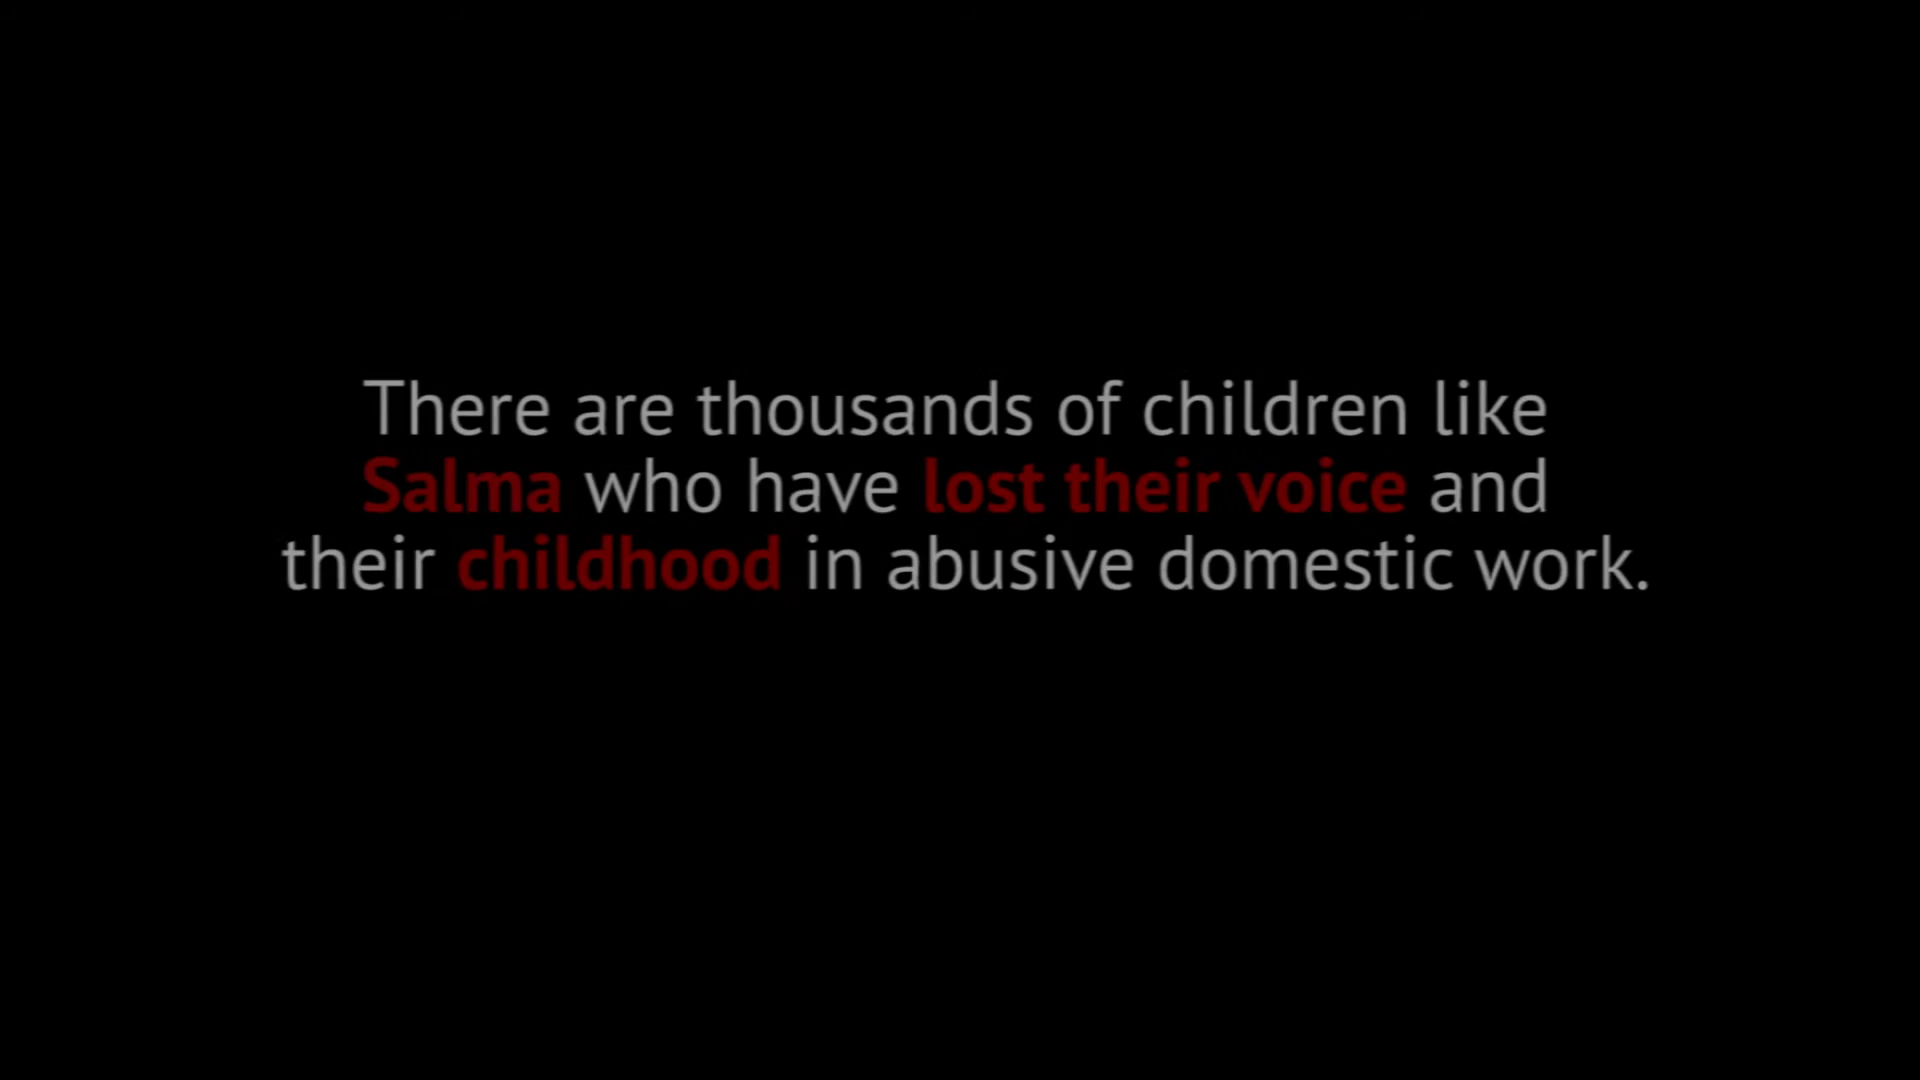 There are thousands of children like
Salma who have lost their voice and
their childhood in abusive domestic work.